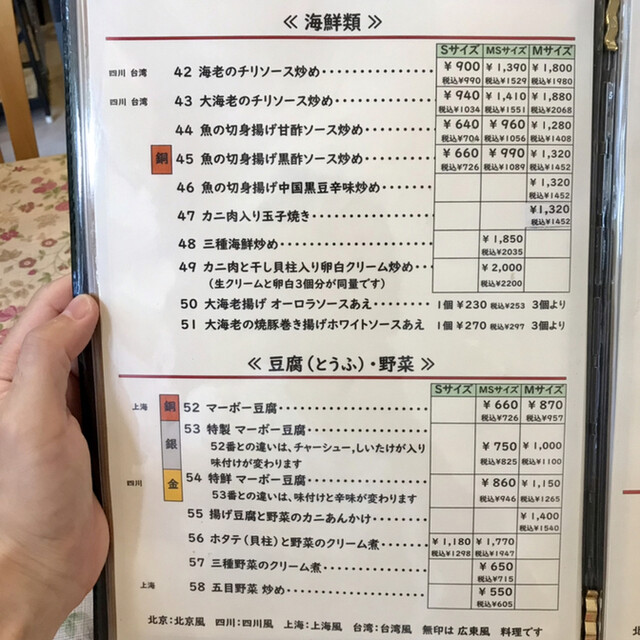 ≪ 海鮮類 ≫
Sサイズ MSサイズ Mサイズ
四川 台湾 42 海老のチリソース炒め‥‥‥‥‥‥ ¥900 ¥1,390 ¥1,800
税込¥990 税込¥1529 税込¥1980
四川 台湾 43 大海老のチリソース炒め‥‥‥‥‥ ¥940 ¥1,410 ¥1,880
税込¥1034 税込¥1551 税込¥2068
44 魚の切身揚げ甘酢ソース炒め‥‥‥ ¥640 ¥960 ¥1,280
税込¥704 税込¥1056 税込¥1408
銅 45 魚の切身揚げ黒酢ソース炒め‥‥‥ ¥660 ¥990 ¥1,320
税込¥726 税込¥1089 税込¥1452
46 魚の切身揚げ中国黒豆辛味炒め‥‥ ¥1,320
税込¥1452
47 カニ肉入り玉子焼き‥‥‥‥‥‥‥ ¥1,320
税込¥1452
48 三種海鮮炒め‥‥‥‥‥‥‥‥‥ ¥1,850
税込¥2035
49 カニ肉と干し貝柱入り卵白クリーム炒め‥‥ ¥2,000
(生クリームと卵白3個分が同量です) 税込¥2200
50 大海老揚げ オーロラソースあえ‥‥‥ 1個 ¥230 税込¥253 3個より
51 大海老の焼豚巻き揚げホワイトソースあえ 1個 ¥270 税込¥297 3個より
≪ 豆腐(とうふ)・野菜 ≫
Sサイズ MSサイズ Mサイズ
上海 銅 52 マーボー豆腐‥‥‥‥‥‥‥‥ ¥660 ¥870
税込¥726 税込¥957
銀 53 特製 マーボー豆腐‥‥‥‥‥‥
52番との違いは、チャーシュー,しいたけが入り ¥750 ¥1,000
味付けが変わります 税込¥825 税込¥1100
四川 金 54 特鮮 マーボー豆腐‥‥‥‥‥‥ ¥860 ¥1,150
53番との違いは、味付けと辛味が変わります 税込¥946 税込¥1265
55 揚げ豆腐と野菜のカニあんかけ‥‥‥ ¥1,400
税込¥1540
56 ホタテ(貝柱)と野菜のクリーム煮‥‥ ¥1,180 ¥1,770
税込¥1298 税込¥1947
57 三種野菜のクリーム煮‥‥‥‥‥‥ ¥650
税込¥715
上海 58 五目野菜 炒め‥‥‥‥‥‥‥‥ ¥550
税込¥605
北京:北京風 四川:四川風 上海:上海風 台湾:台湾風 無印は 広東風 料理です